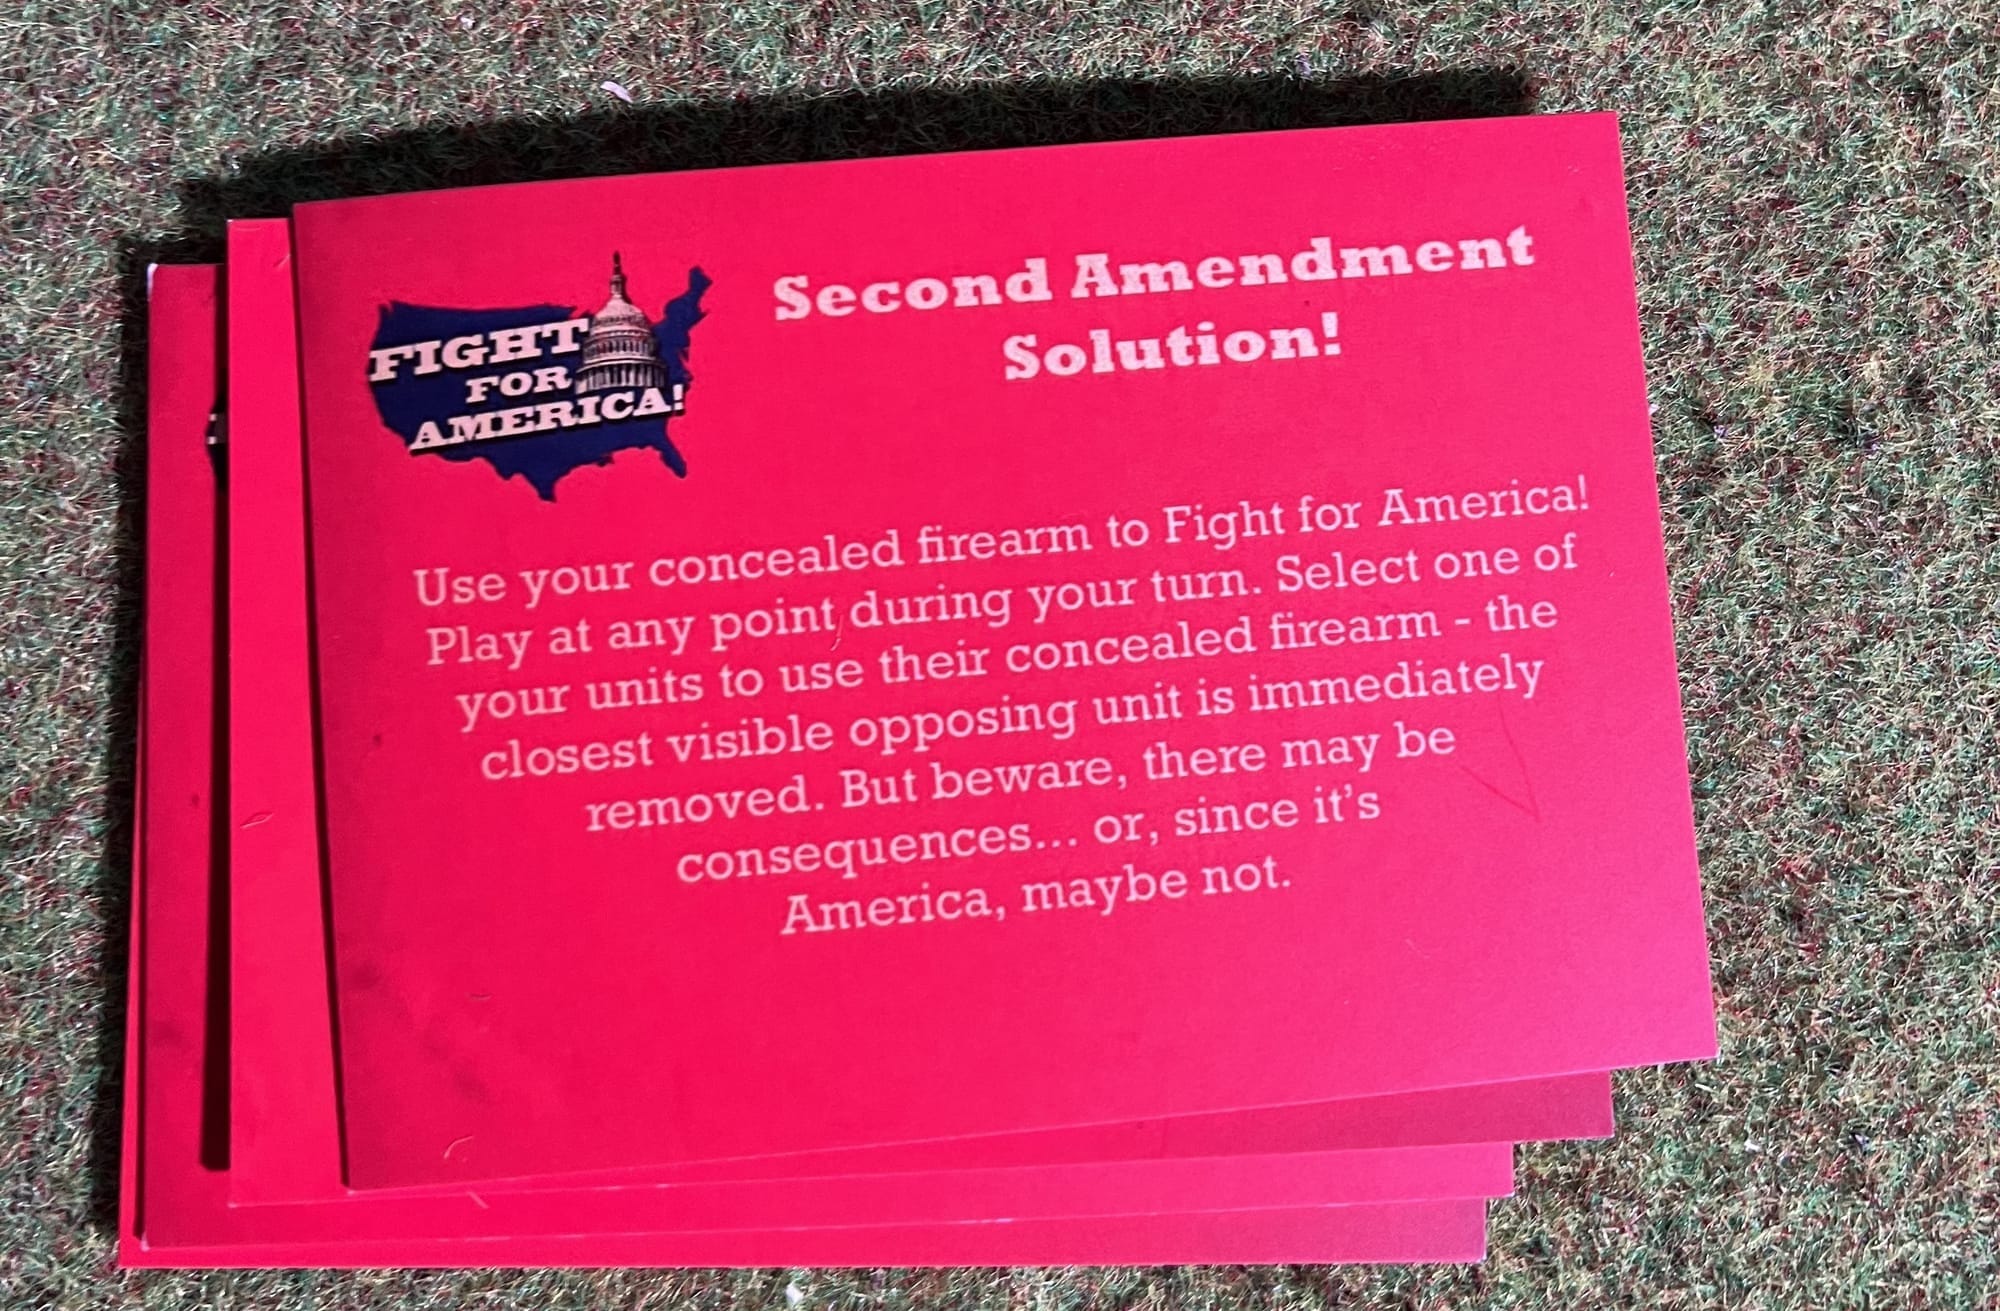 FIGHT
FOR
AMERICA!
Second Amendment
Solution!
Use your concealed firearm to Fight for America!
Play at any point during your turn. Select one of
your units to use their concealed firearm - the
closest visible opposing unit is immediately
removed. But beware, there may be
consequences... or, since it's
America, maybe not.